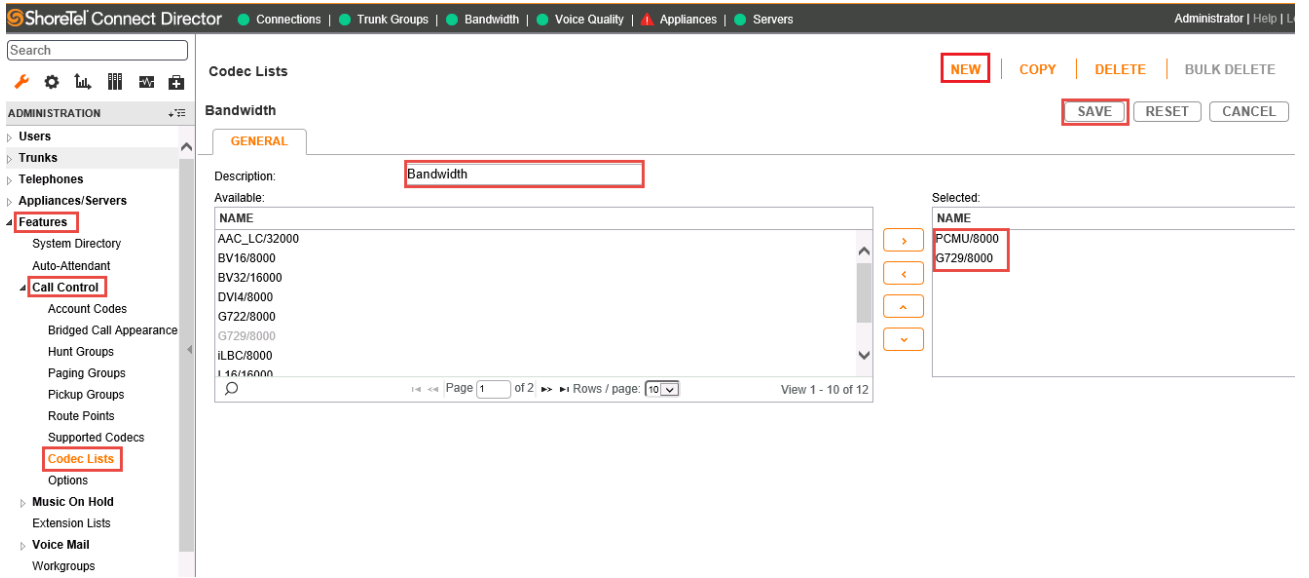 ShoreTel Connect Director Connections | Trunk Groups | Bandwidth | Voice Quality | Appliances | Servers Administrator | Help |
Search
ADMINISTRATION
Users
Trunks
Telephones
Appliances/Servers
Features
System Directory
Auto-Attendant
Call Control
Account Codes
Bridged Call Appearance
Hunt Groups
Paging Groups
Pickup Groups
Route Points
Supported Codecs
Codec Lists
Options
Music On Hold
Extension Lists
Voice Mail
Workgroups
Codec Lists
NEW COPY DELETE BULK DELETE
Bandwidth
SAVE RESET CANCEL
GENERAL
Description: Bandwidth
Available:
NAME
AAC_LC/32000
BV16/8000
BV32/16000
DVI4/8000
G722/8000
G729/8000
iLBC/8000
L16/16000
Page 1 of 2 Rows / page: 10 View 1 - 10 of 12
Selected:
NAME
PCMU/8000
G729/8000